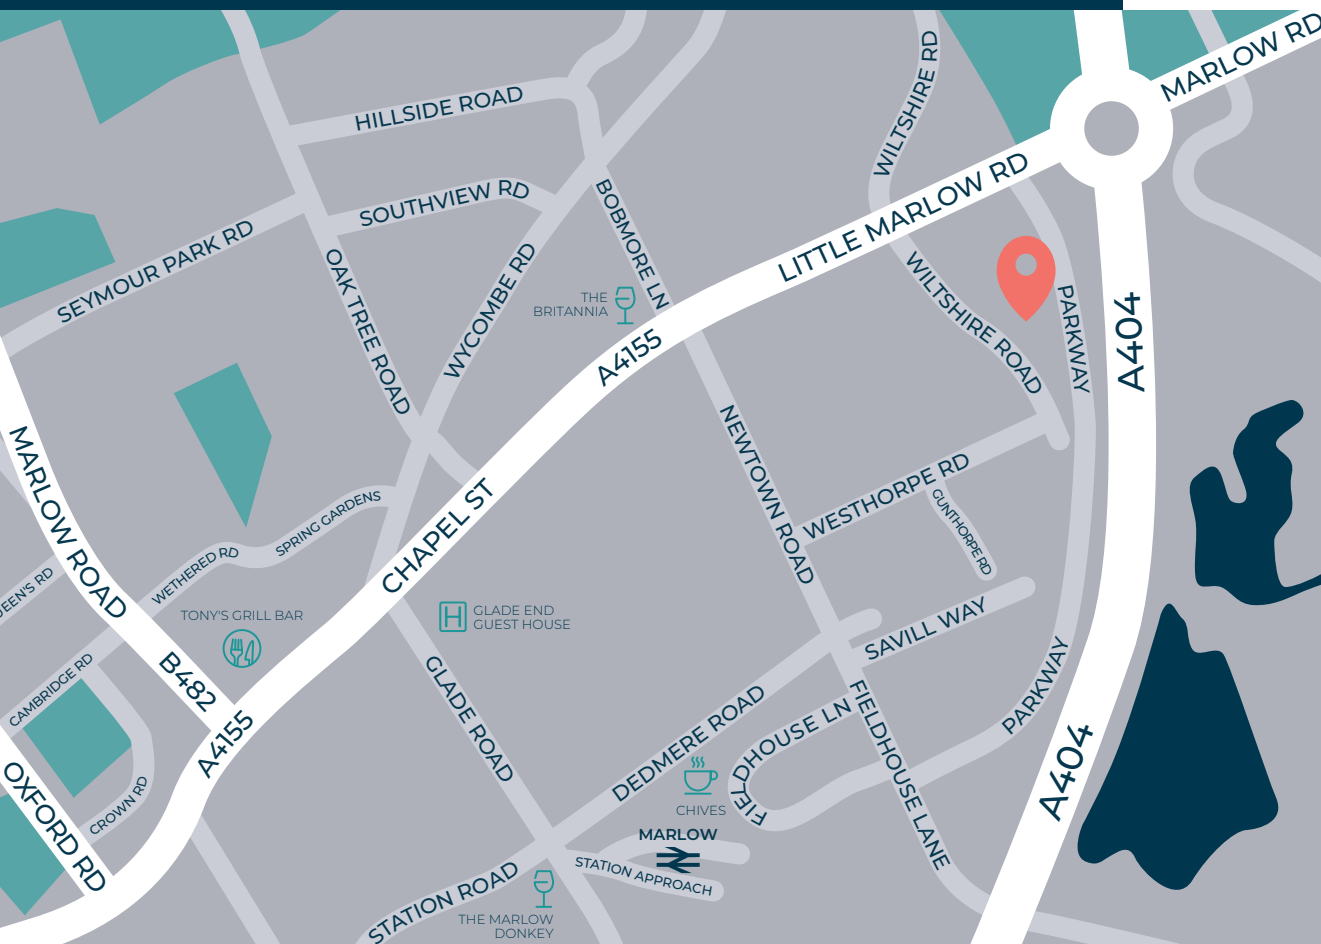 MARLOW RD
WILTSHIRE RD
HILLSIDE ROAD
LITTLE MARLOW RD
SOUTHVIEW RD
BOBMORE LN
SEYMOUR PARK RD
OAK TREE ROAD
WYCOMBE RD
WILTSHIRE ROAD
PARKWAY
A404
THE
BRITANNIA
A4155
NEWTOWN ROAD
MARLOW ROAD
WESTHORPE RD
CHAPEL ST
SPRING GARDENS
GUNTHORPE RD
WETHERED RD
EEN'S RD
TONY'S GRILL BAR
GLADE END
GUEST HOUSE
SAVILL WAY
CAMBRIDGE RD
B482
GLADE ROAD
PARKWAY
A4155
DEDMERE ROAD
FIELDHOUSE LN
FIELDHOUSE LANE
A404
OXFORD RD
CROWN RD
CHIVES
MARLOW
STATION APPROACH
STATION ROAD
THE MARLOW
DONKEY